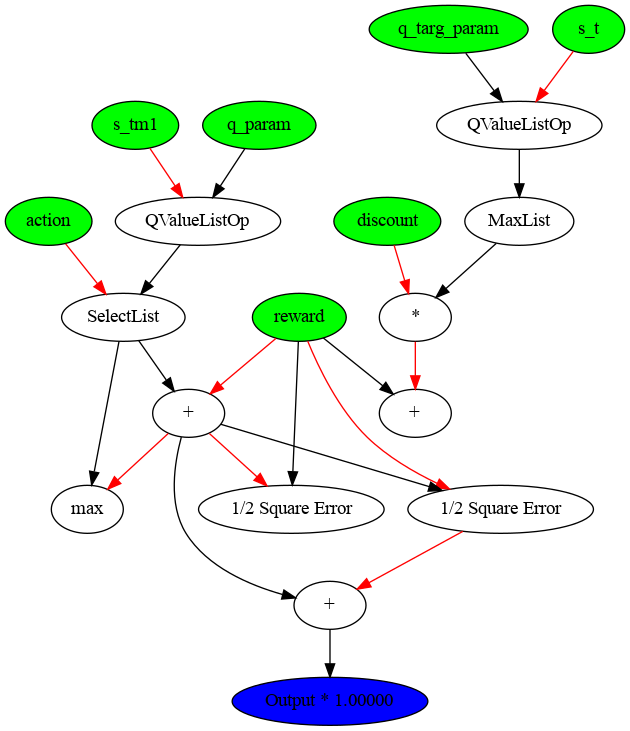 q_targ_param
s_t
s_tm1
q_param
QValueListOp
action
QValueListOp
discount
MaxList
SelectList
reward
*
+
+
max
1/2 Square Error
1/2 Square Error
+
Output * 1.00000